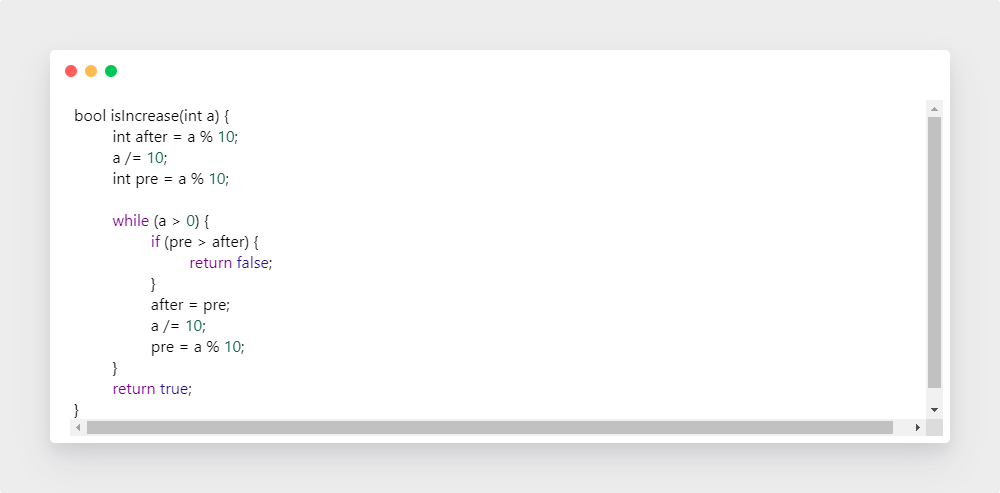 bool isIncrease(int a) {
int after = a % 10;
a /= 10;
int pre = a % 10;
while (a > 0) {
if (pre > after) {
return false;
}
after = pre;
a /= 10;
pre = a % 10;
}
return true;
}